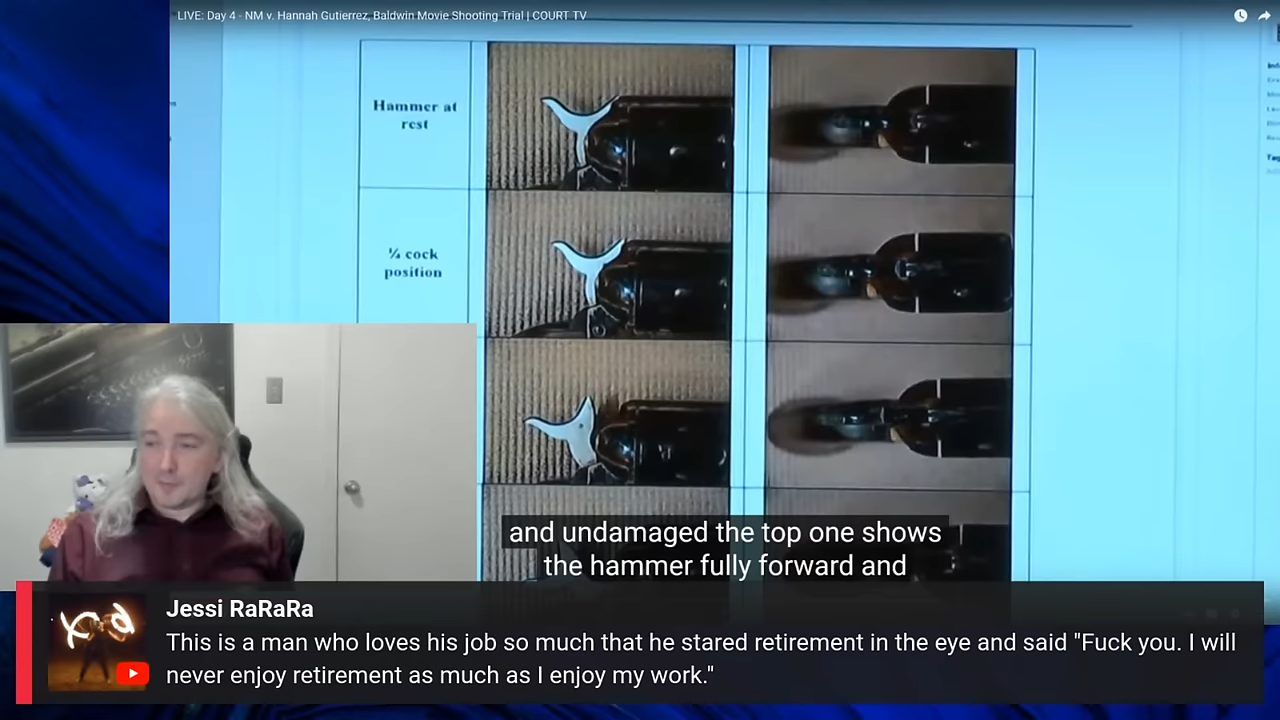 LIVE: Day 4 - NM v. Hannah Gutierrez, Baldwin Movie Shooting Trial | COURT TV
Hammer at
rest
¼ cock
position
and undamaged the top one shows
the hammer fully forward and
Jessi RaRaRa
This is a man who loves his job so much that he stared retirement in the eye and said "Fuck you. I will
never enjoy retirement as much as I enjoy my work."